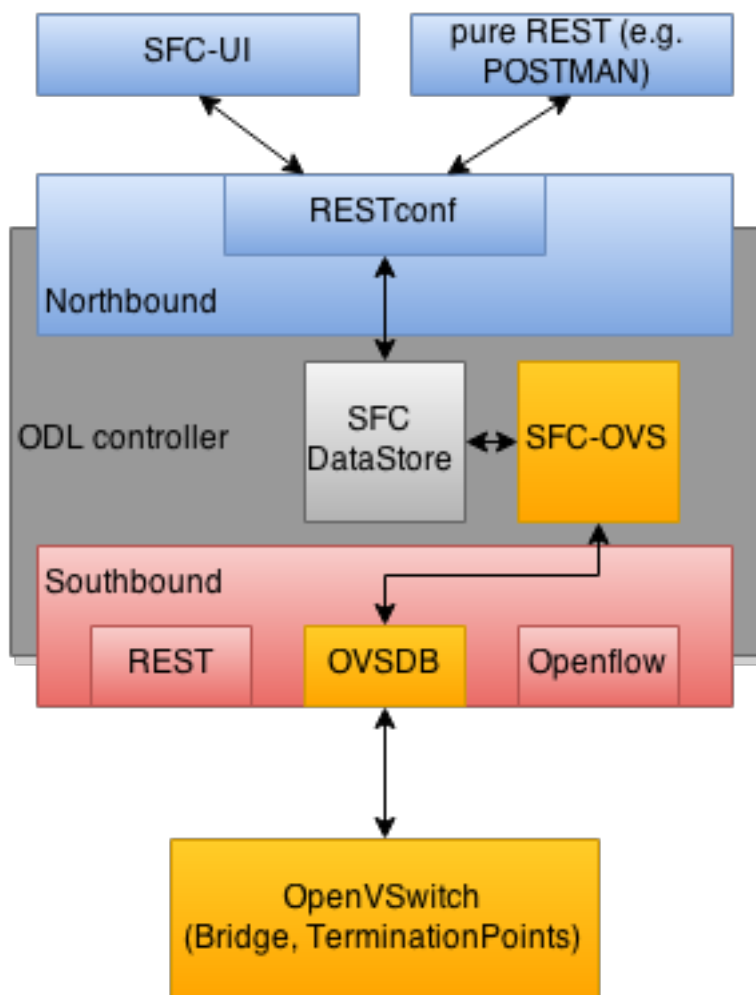 SFC-UI
pure REST (e.g.
POSTMAN)
RESTconf
Northbound
ODL controller
SFC
DataStore
SFC-OVS
Southbound
REST
OVSDB
Openflow
OpenVSwitch
(Bridge, TerminationPoints)